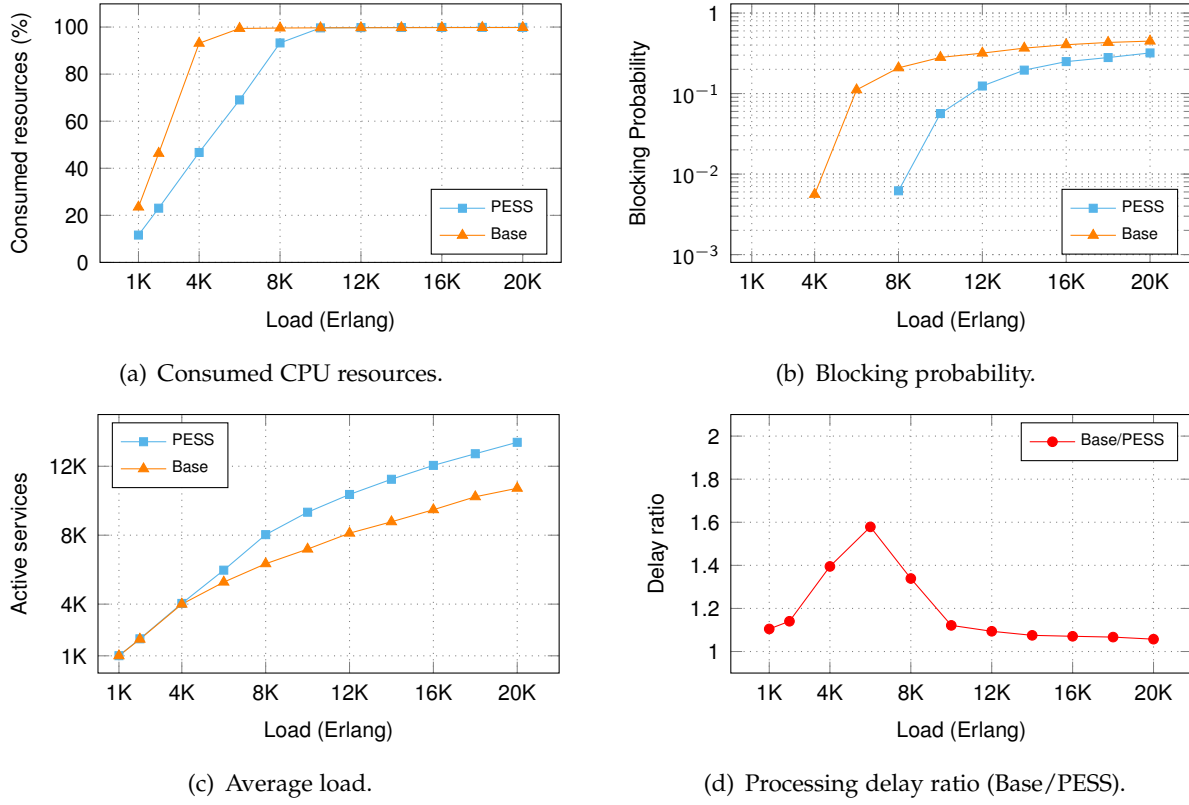 Consumed resources (%)
100
80
60
40
20
0
1K 4K 8K 12K 16K 20K
Load (Erlang)
PESS
Base
(a) Consumed CPU resources.
Blocking Probability
1
10⁻¹
10⁻²
10⁻³
1K 4K 8K 12K 16K 20K
Load (Erlang)
PESS
Base
(b) Blocking probability.
Active services
12K
8K
4K
1K
1K 4K 8K 12K 16K 20K
Load (Erlang)
PESS
Base
(c) Average load.
Delay ratio
2
1.8
1.6
1.4
1.2
1
1K 4K 8K 12K 16K 20K
Load (Erlang)
Base/PESS
(d) Processing delay ratio (Base/PESS).